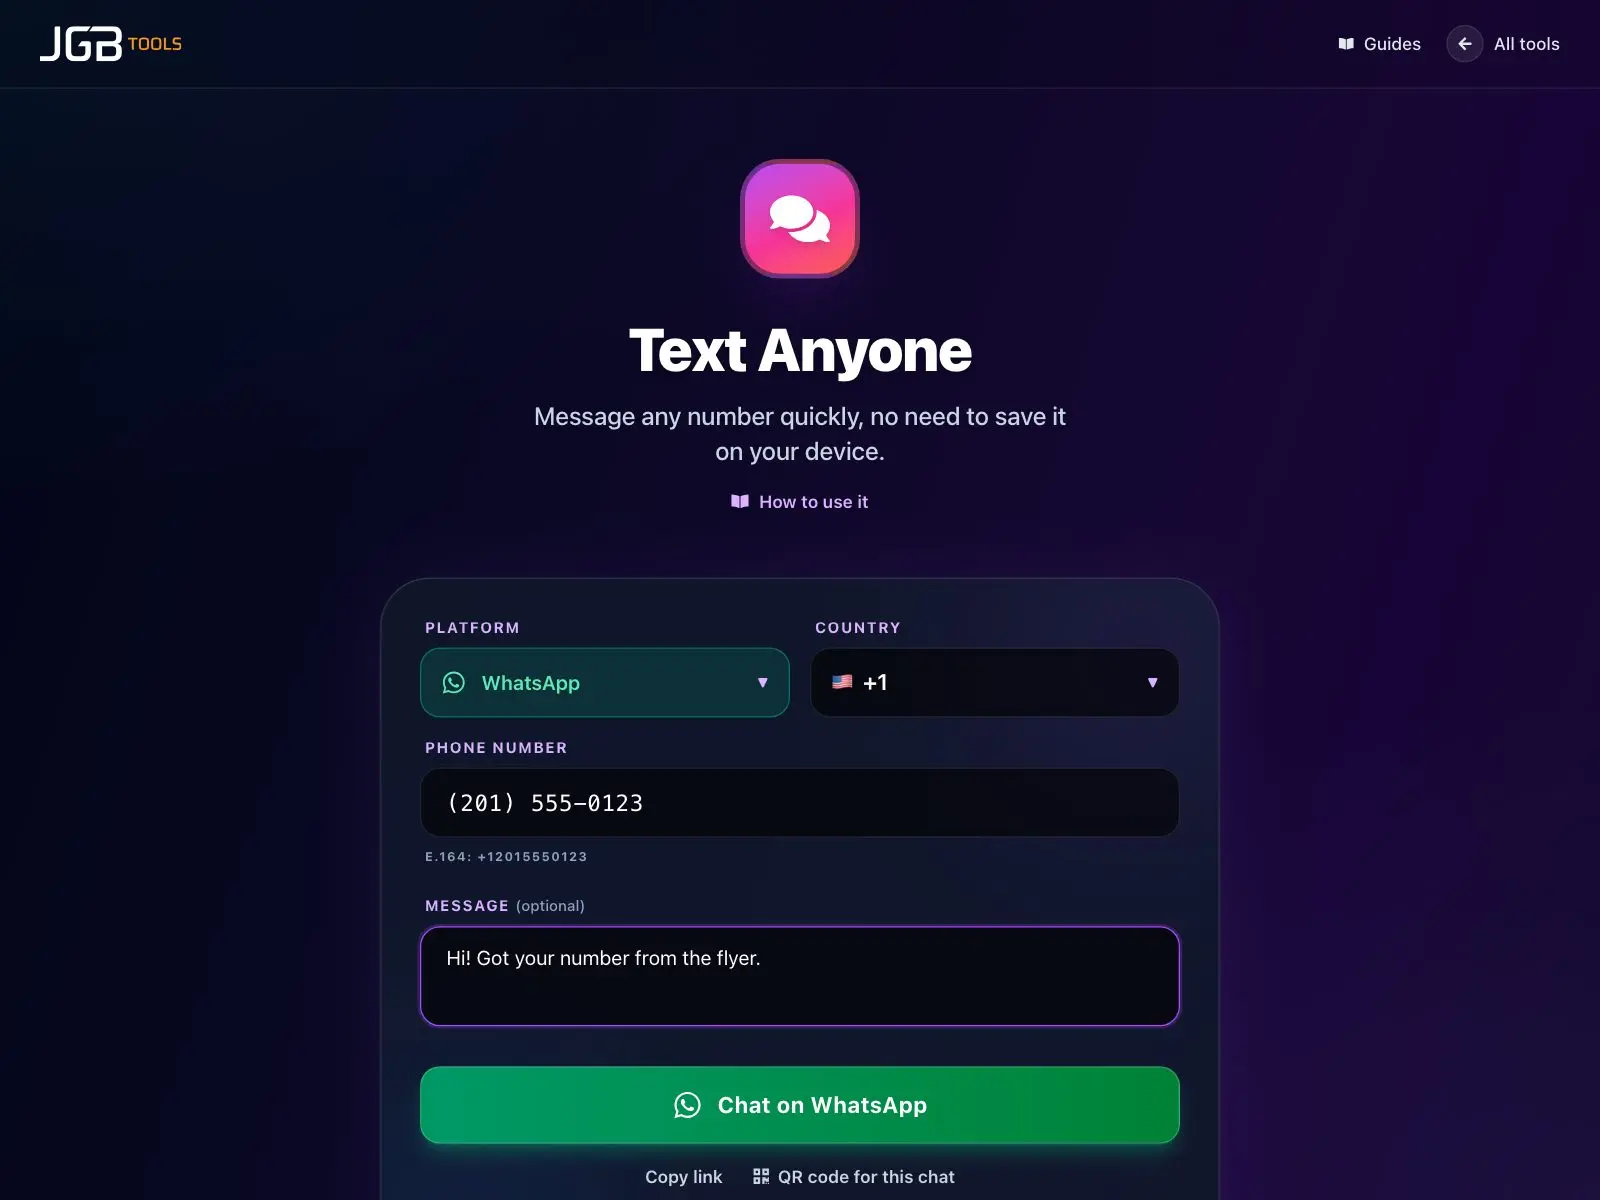 JGB TOOLS
Guides
All tools
Text Anyone
Message any number quickly, no need to save it
on your device.
How to use it
PLATFORM
COUNTRY
WhatsApp
+1
PHONE NUMBER
(201) 555-0123
E.164: +12015550123
MESSAGE (optional)
Hi! Got your number from the flyer.
Chat on WhatsApp
Copy link
QR code for this chat